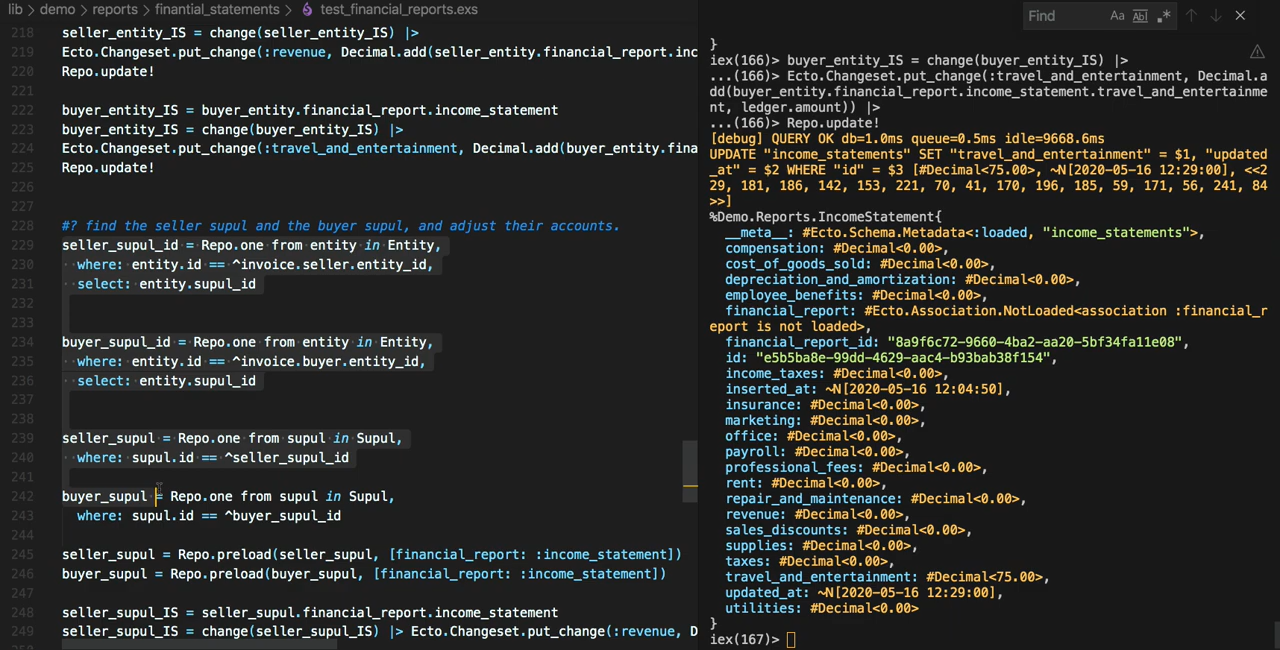 lib > demo > reports > finantial_statements > test_financial_reports.exs
218 seller_entity_IS = change(seller_entity_IS) |>
219 Ecto.Changeset.put_change(:revenue, Decimal.add(seller_entity.financial_report.inc
220 Repo.update!
221
222 buyer_entity_IS = buyer_entity.financial_report.income_statement
223 buyer_entity_IS = change(buyer_entity_IS) |>
224 Ecto.Changeset.put_change(:travel_and_entertainment, Decimal.add(buyer_entity.fina
225 Repo.update!
226
227
228 #? find the seller supul and the buyer supul, and adjust their accounts.
229 seller_supul_id = Repo.one from entity in Entity,
230 where: entity.id == ^invoice.seller.entity_id,
231 select: entity.supul_id
232
233
234 buyer_supul_id = Repo.one from entity in Entity,
235 where: entity.id == ^invoice.buyer.entity_id,
236 select: entity.supul_id
237
238
239 seller_supul = Repo.one from supul in Supul,
240 where: supul.id == ^seller_supul_id
241
242 buyer_supul = Repo.one from supul in Supul,
243 where: supul.id == ^buyer_supul_id
244
245 seller_supul = Repo.preload(seller_supul, [financial_report: :income_statement])
246 buyer_supul = Repo.preload(buyer_supul, [financial_report: :income_statement])
247
248 seller_supul_IS = seller_supul.financial_report.income_statement
249 seller_supul_IS = change(seller_supul_IS) |> Ecto.Changeset.put_change(:revenue, D
Find Aa Ab .*
}
iex(166)> buyer_entity_IS = change(buyer_entity_IS) |>
...(166)> Ecto.Changeset.put_change(:travel_and_entertainment, Decimal.a
dd(buyer_entity.financial_report.income_statement.travel_and_entertainme
nt, ledger.amount)) |>
...(166)> Repo.update!
[debug] QUERY OK db=1.0ms queue=0.5ms idle=9668.6ms
UPDATE "income_statements" SET "travel_and_entertainment" = $1, "updated
_at" = $2 WHERE "id" = $3 [#Decimal<75.00>, ~N[2020-05-16 12:29:00], <<2
29, 181, 186, 142, 153, 221, 70, 41, 170, 196, 185, 59, 171, 56, 241, 84
>>]
%Demo.Reports.IncomeStatement{
__meta__: #Ecto.Schema.Metadata<:loaded, "income_statements">,
compensation: #Decimal<0.00>,
cost_of_goods_sold: #Decimal<0.00>,
depreciation_and_amortization: #Decimal<0.00>,
employee_benefits: #Decimal<0.00>,
financial_report: #Ecto.Association.NotLoaded<association :financial_r
eport is not loaded>,
financial_report_id: "8a9f6c72-9660-4ba2-aa20-5bf34fa11e08",
id: "e5b5ba8e-99dd-4629-aac4-b93bab38f154",
income_taxes: #Decimal<0.00>,
inserted_at: ~N[2020-05-16 12:04:50],
insurance: #Decimal<0.00>,
marketing: #Decimal<0.00>,
office: #Decimal<0.00>,
payroll: #Decimal<0.00>,
professional_fees: #Decimal<0.00>,
rent: #Decimal<0.00>,
repair_and_maintenance: #Decimal<0.00>,
revenue: #Decimal<0.00>,
sales_discounts: #Decimal<0.00>,
supplies: #Decimal<0.00>,
taxes: #Decimal<0.00>,
travel_and_entertainment: #Decimal<75.00>,
updated_at: ~N[2020-05-16 12:29:00],
utilities: #Decimal<0.00>
}
iex(167)>